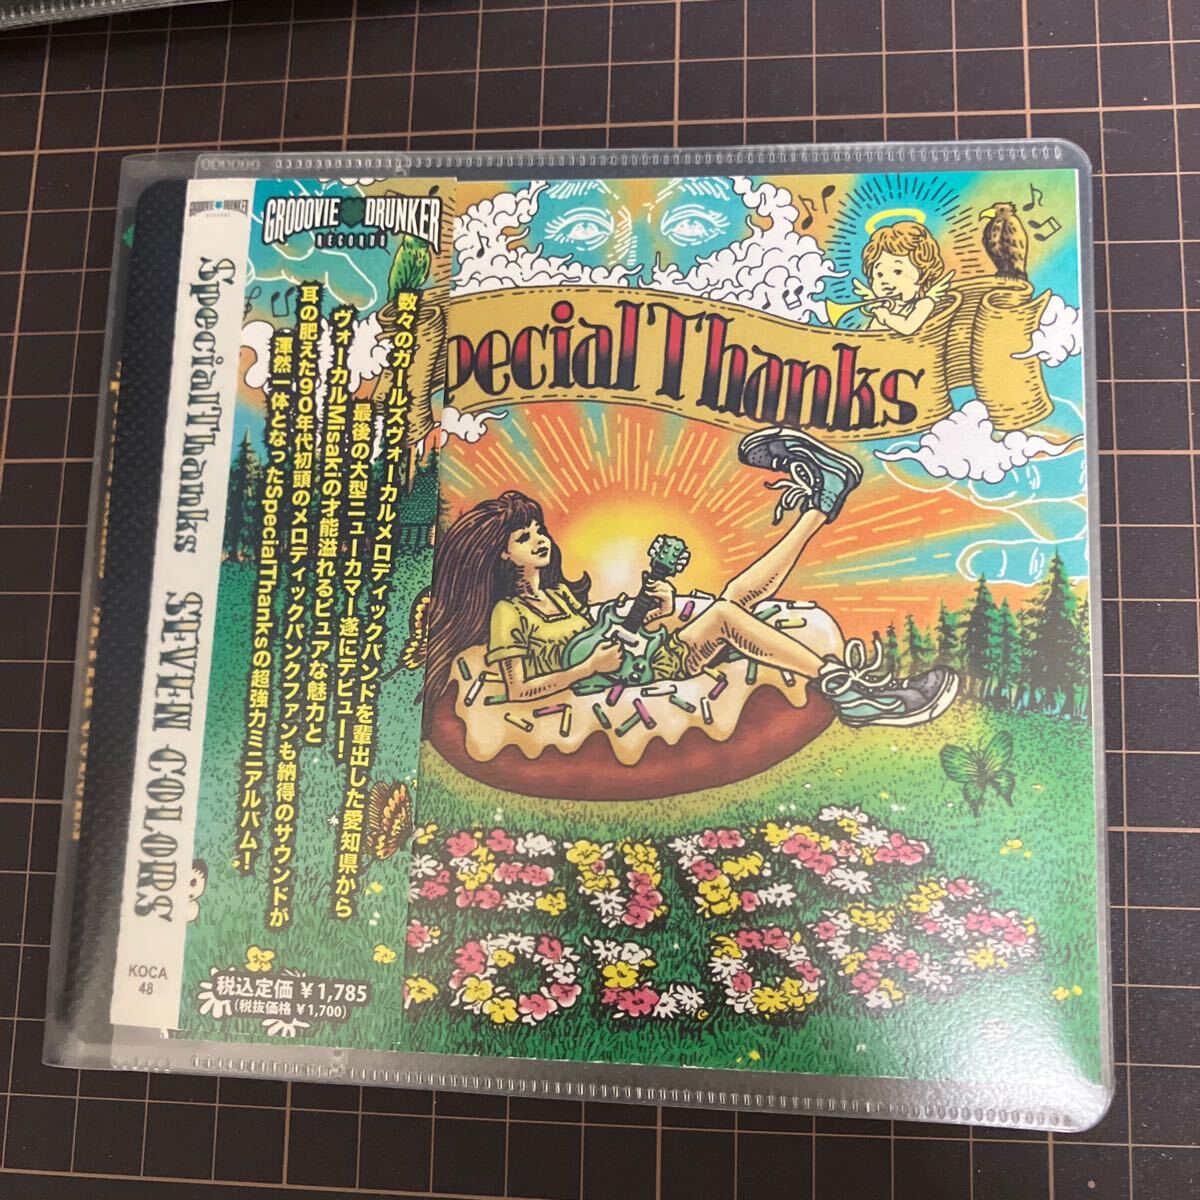 GROOOVIE DRUNKER
RECORDS
SpecialThanks SEVEN COLORS
KOCA
48
GROOOVIE DRUNKER
RECORDS
数々のガールズヴォーカルメロディックバンドを輩出した愛知県から
最後の大型ニューカマー遂にデビュー!
ヴォーカルMisakiの才能溢れるピュアな魅力と
耳の肥えた90年代初頭のメロディックパンクファンも納得のサウンドが
渾然一体となったSpecialThanksの超強力ミニアルバム!
税込定価 ¥1,785
(税抜価格 ¥1,700)
pecialThanks
EVEN
COLORS